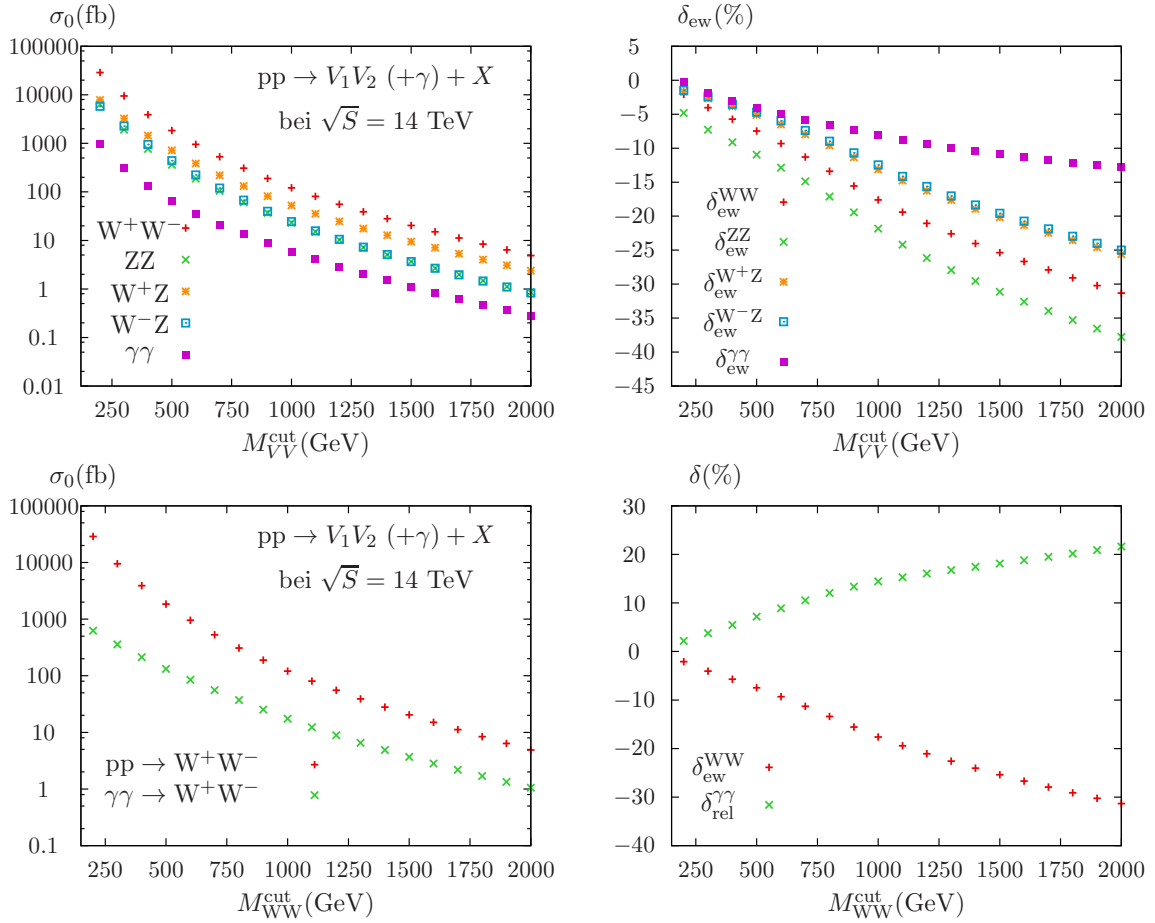 σ₀(fb)
100000
10000
1000
100
10
1
0.1
0.01
pp → V₁V₂ (+γ) + X
bei √S = 14 TeV
W⁺W⁻
ZZ
W⁺Z
W⁻Z
γγ
250 500 750 1000 1250 1500 1750 2000
M_VV^cut(GeV)
δ_ew(%)
5
0
−5
−10
−15
−20
−25
−30
−35
−40
−45
δ_ew^WW
δ_ew^ZZ
δ_ew^W⁺Z
δ_ew^W⁻Z
δ_ew^γγ
250 500 750 1000 1250 1500 1750 2000
M_VV^cut(GeV)
σ₀(fb)
100000
10000
1000
100
10
1
0.1
pp → V₁V₂ (+γ) + X
bei √S = 14 TeV
pp → W⁺W⁻
γγ → W⁺W⁻
250 500 750 1000 1250 1500 1750 2000
M_WW^cut(GeV)
δ(%)
30
20
10
0
−10
−20
−30
−40
δ_ew^WW
δ_rel^γγ
250 500 750 1000 1250 1500 1750 2000
M_WW^cut(GeV)